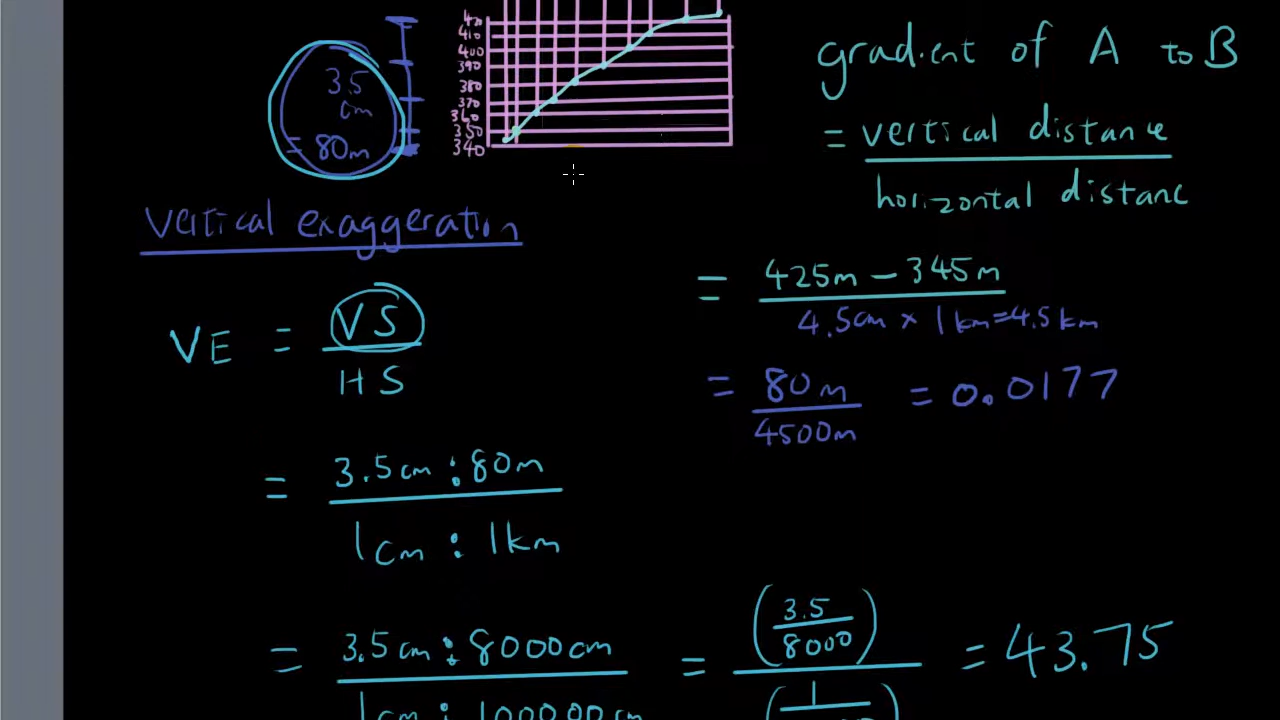 3.5
cm
= 80m
420
410
400
390
380
370
360
350
340
vertical exaggeration
VE = VS
HS
= 3.5cm : 80m
1cm : 1km
= 3.5cm : 8000cm
1cm : 100000cm
= (3.5
8000)
(1
= 43.75
gradient of A to B
= vertical distance
horizontal distanc
= 425m - 345m
4.5cm × 1km=4.5km
= 80m
4500m
= 0.0177